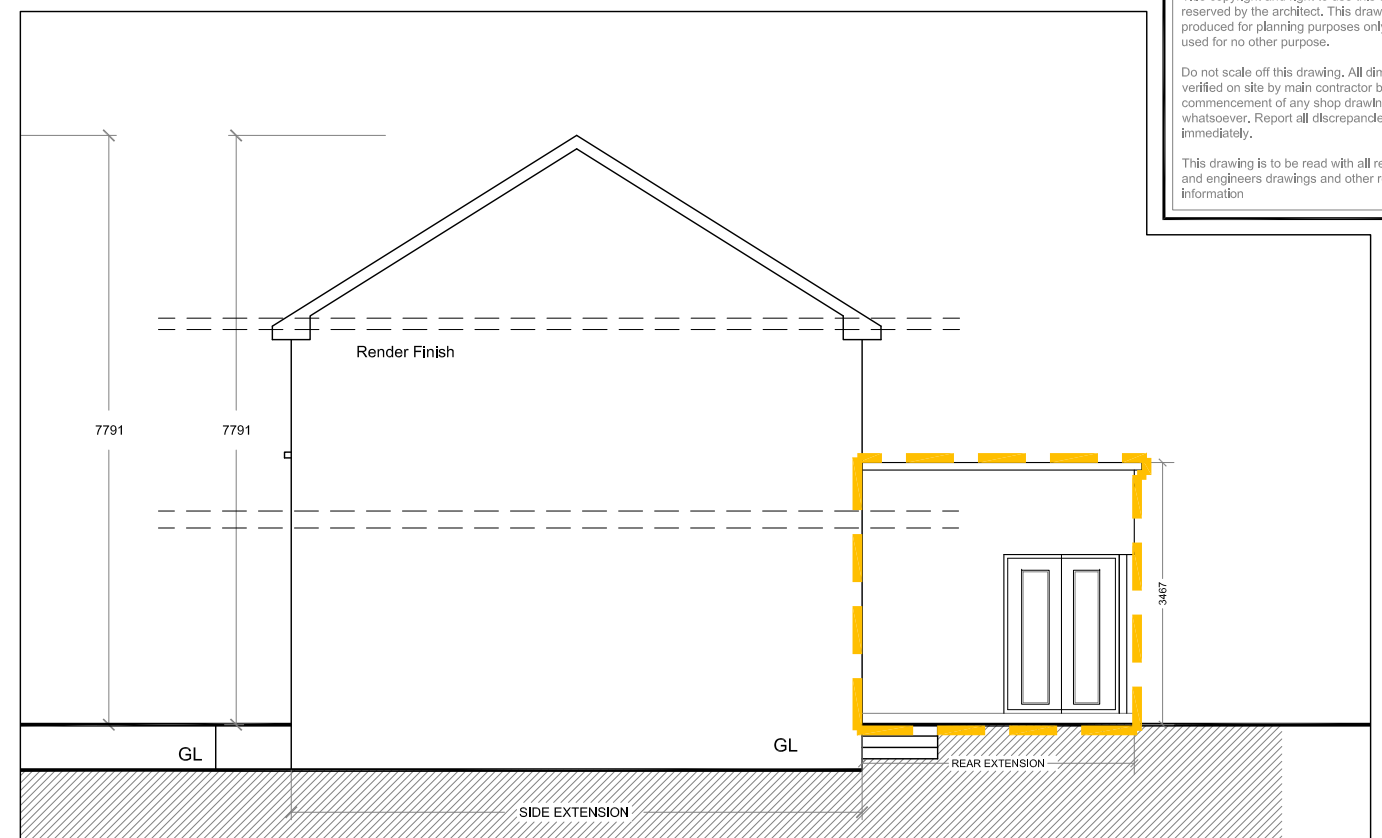 reserved by the architect. This draw
produced for planning purposes only
used for no other purpose.
Do not scale off this drawing. All dim
verified on site by main contractor b
commencement of any shop drawin
whatsoever. Report all discrepancie
immediately.
This drawing is to be read with all re
and engineers drawings and other r
information
Render Finish
7791
7791
3467
GL
GL
REAR EXTENSION
SIDE EXTENSION